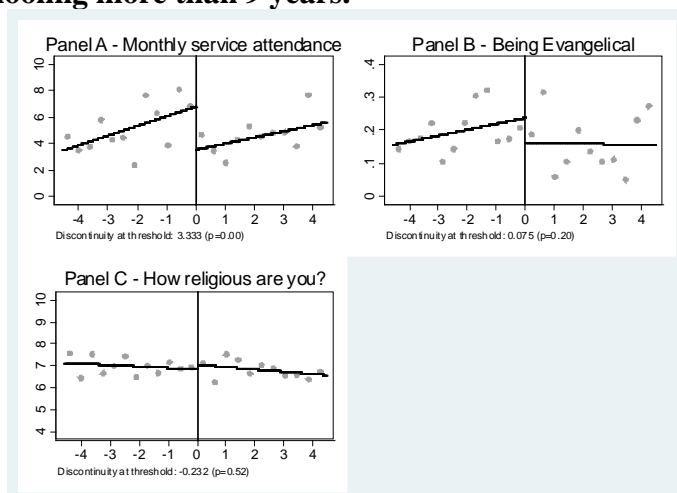 ooling more than 9 years.
Panel A - Monthly service attendance
10
8
6
4
2
0
-4 -3 -2 -1 0 1 2 3 4
Discontinuity at threshold: 3.333 (p=0.00)
Panel B - Being Evangelical
.4
.3
.2
.1
0
-4 -3 -2 -1 0 1 2 3 4
Discontinuity at threshold: 0.075 (p=0.20)
Panel C - How religious are you?
10
9
8
7
6
5
4
-4 -3 -2 -1 0 1 2 3 4
Discontinuity at threshold: -0.232 (p=0.52)